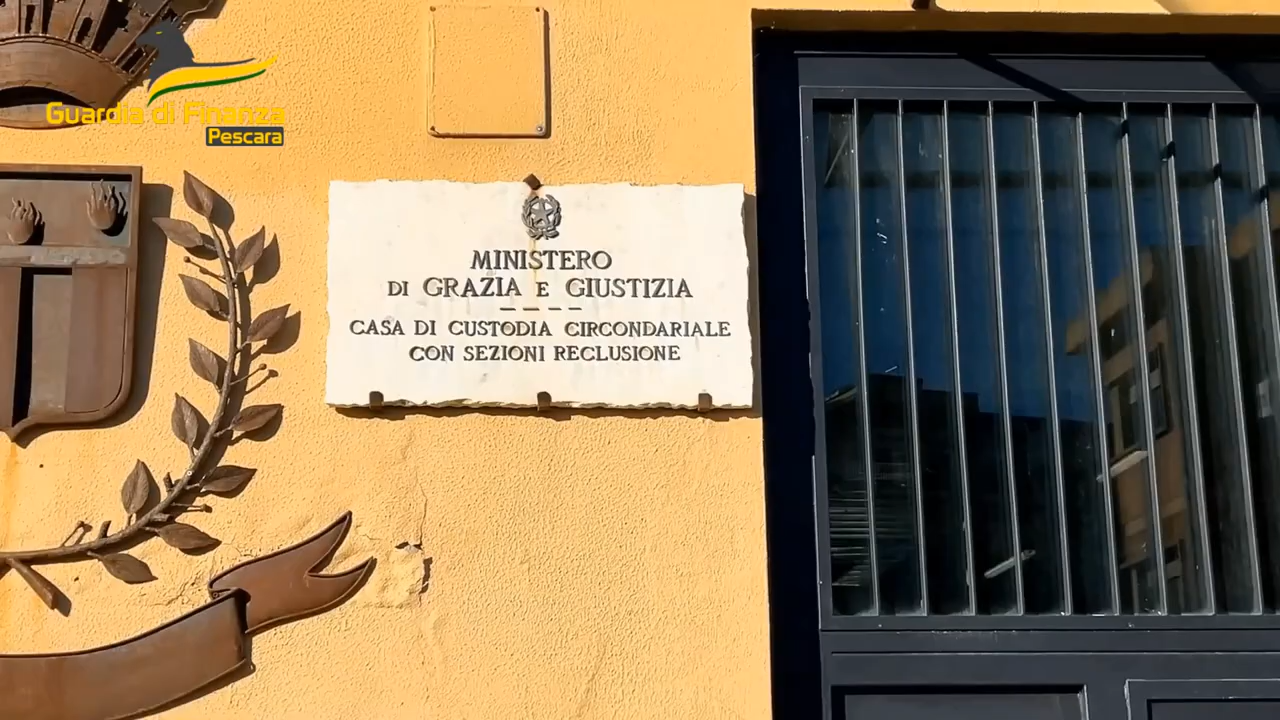 Guardia di Finanza
Pescara
MINISTERO
DI GRAZIA E GIUSTIZIA
CASA DI CUSTODIA CIRCONDARIALE
CON SEZIONI RECLUSIONE